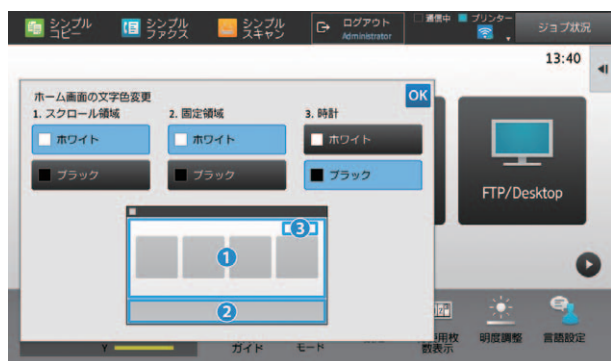 シンプル
コピー
シンプル
ファクス
シンプル
スキャン
ログアウト
Administrator
通信中
プリンター
ジョブ状況
13:40
ホーム画面の文字色変更
OK
1. スクロール領域
2. 固定領域
3. 時計
ホワイト
ホワイト
ホワイト
ブラック
ブラック
ブラック
FTP/Desktop
3
1
2
Y
ガイド
モード
用枚
数表示
明度調整
言語設定